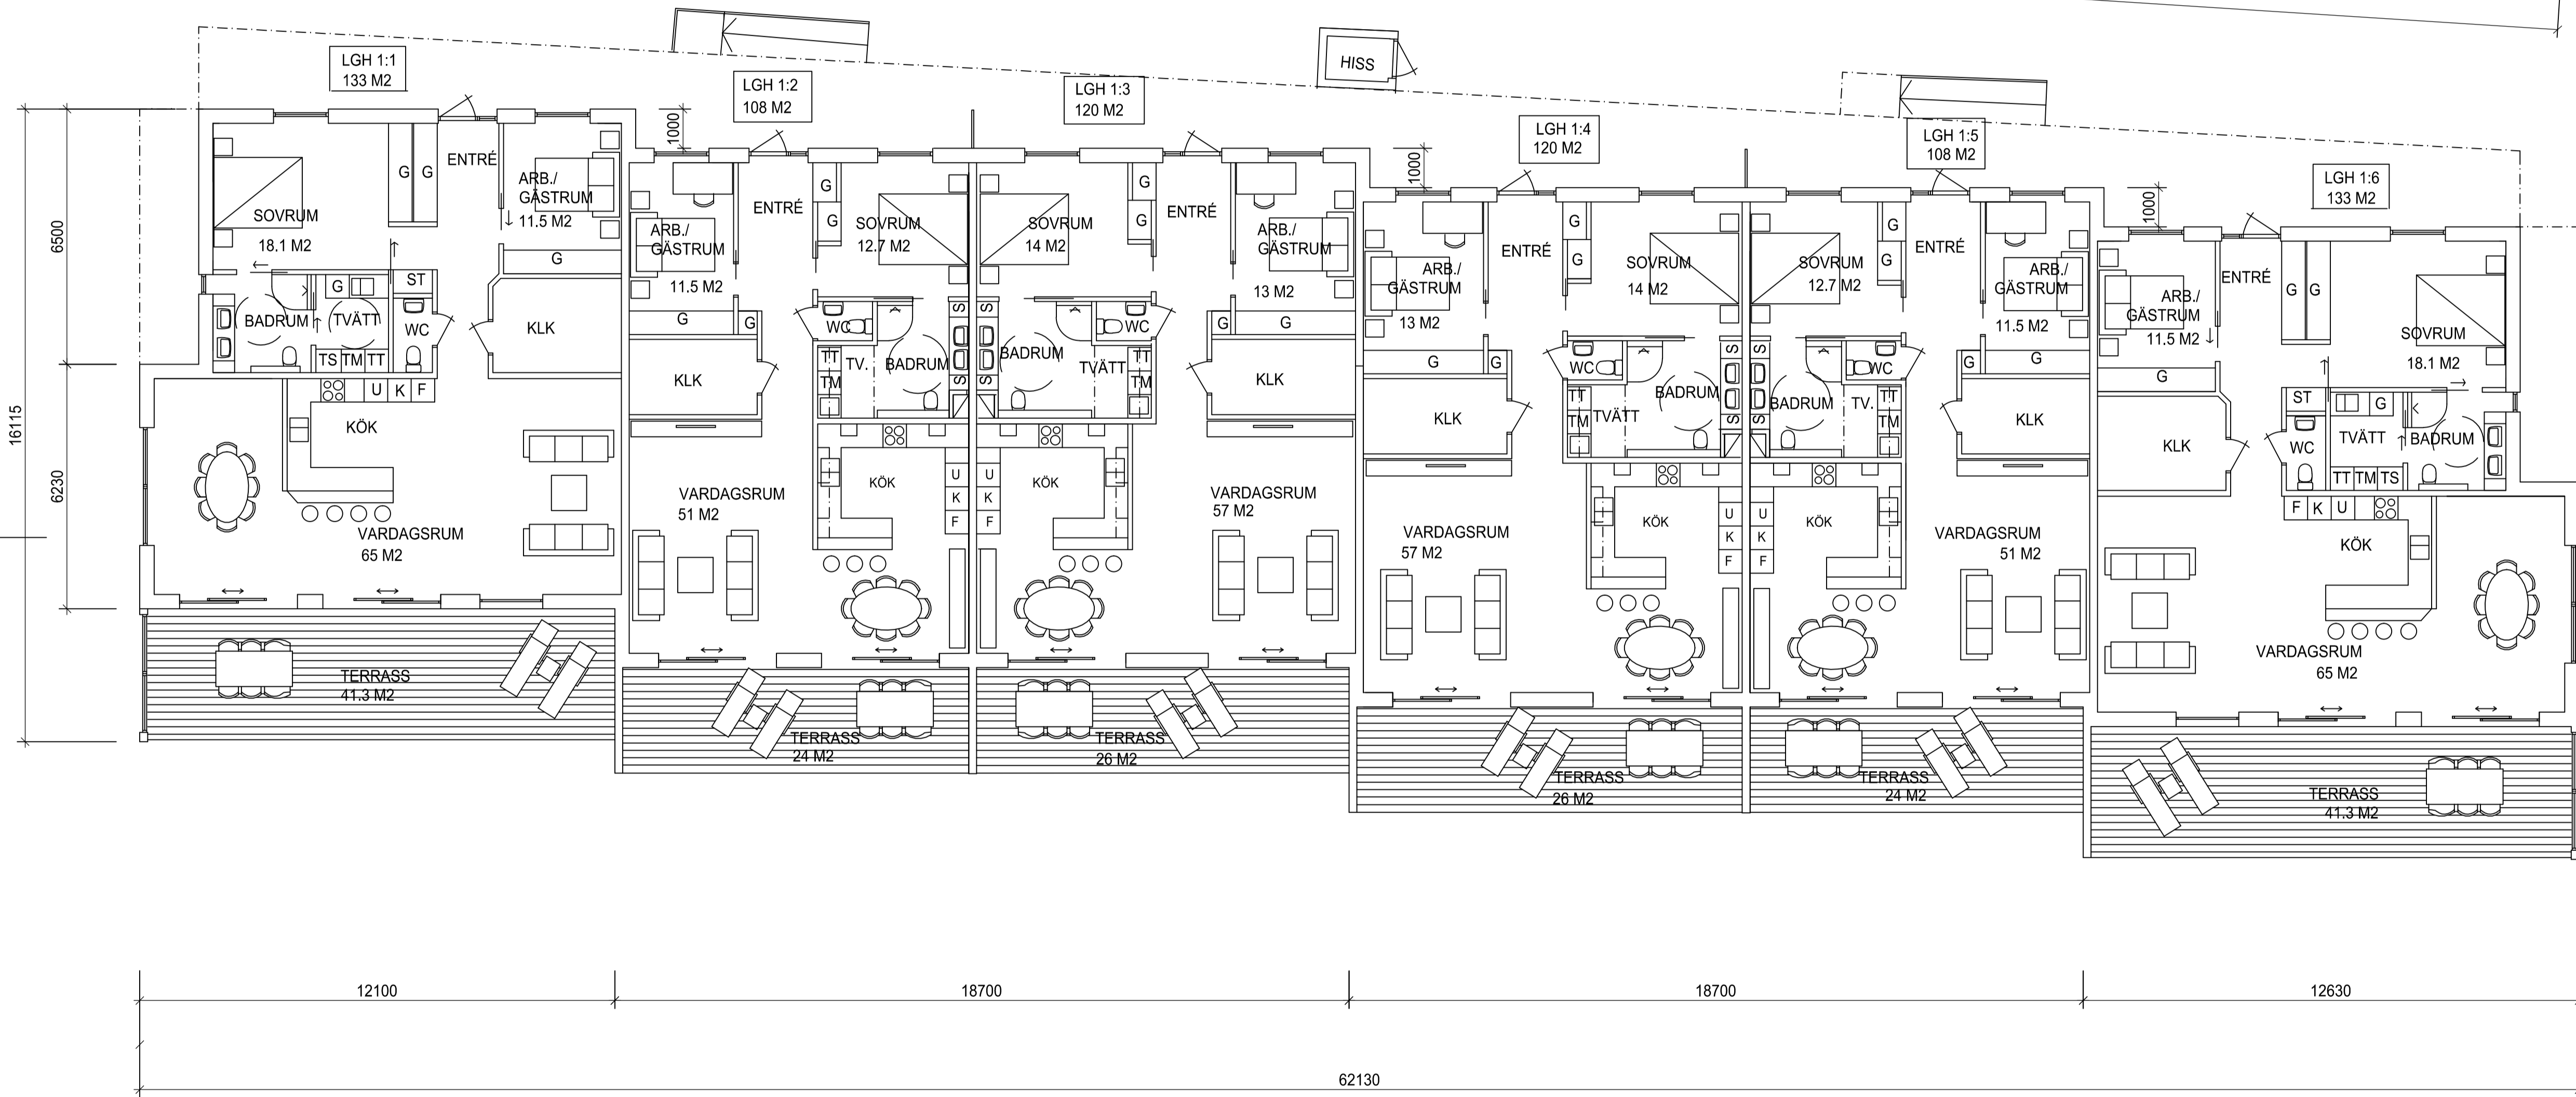 LGH 1:1
133 M2
LGH 1:2
108 M2
LGH 1:3
120 M2
HISS
LGH 1:4
120 M2
LGH 1:5
108 M2
LGH 1:6
133 M2
16115
6500
6230
SOVRUM
18.1 M2
G
G
ENTRÉ
ARB./
GÄSTRUM
11.5 M2
G
G
ST
BADRUM
TVÄTT
WC
KLK
TS
TM
TT
KÖK
U
K
F
VARDAGSRUM
65 M2
TERRASS
41.3 M2
1000
ARB./
GÄSTRUM
11.5 M2
ENTRÉ
G
G
SOVRUM
12.7 M2
G
G
WC
S
TT
TM
TV.
BADRUM
S
KLK
KÖK
U
K
F
VARDAGSRUM
51 M2
TERRASS
24 M2
SOVRUM
14 M2
G
G
ENTRÉ
ARB./
GÄSTRUM
13 M2
S
WC
G
G
BADRUM
TVÄTT
TT
TM
S
KLK
U
K
F
KÖK
VARDAGSRUM
57 M2
TERRASS
26 M2
1000
ARB./
GÄSTRUM
13 M2
ENTRÉ
G
G
SOVRUM
14 M2
G
G
WC
S
TT
TM
TVÄTT
BADRUM
S
KLK
KÖK
U
K
F
VARDAGSRUM
57 M2
TERRASS
26 M2
SOVRUM
12.7 M2
G
G
ENTRÉ
ARB./
GÄSTRUM
11.5 M2
S
WC
G
G
BADRUM
TV.
TT
TM
S
KLK
U
K
F
KÖK
VARDAGSRUM
51 M2
TERRASS
24 M2
1000
ARB./
GÄSTRUM
11.5 M2
ENTRÉ
G
G
SOVRUM
18.1 M2
G
ST
G
KLK
WC
TVÄTT
BADRUM
TT
TM
TS
F
K
U
KÖK
VARDAGSRUM
65 M2
TERRASS
41.3 M2
12100
18700
18700
12630
62130